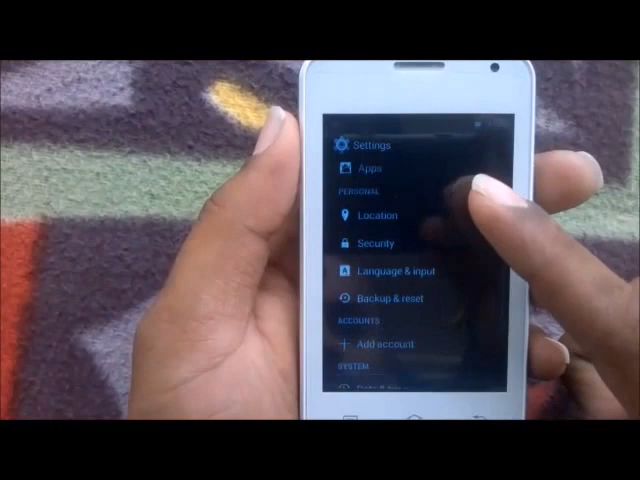 Settings
Apps
PERSONAL
Location
Security
A Language & input
Backup & reset
ACCOUNTS
Add account
SYSTEM